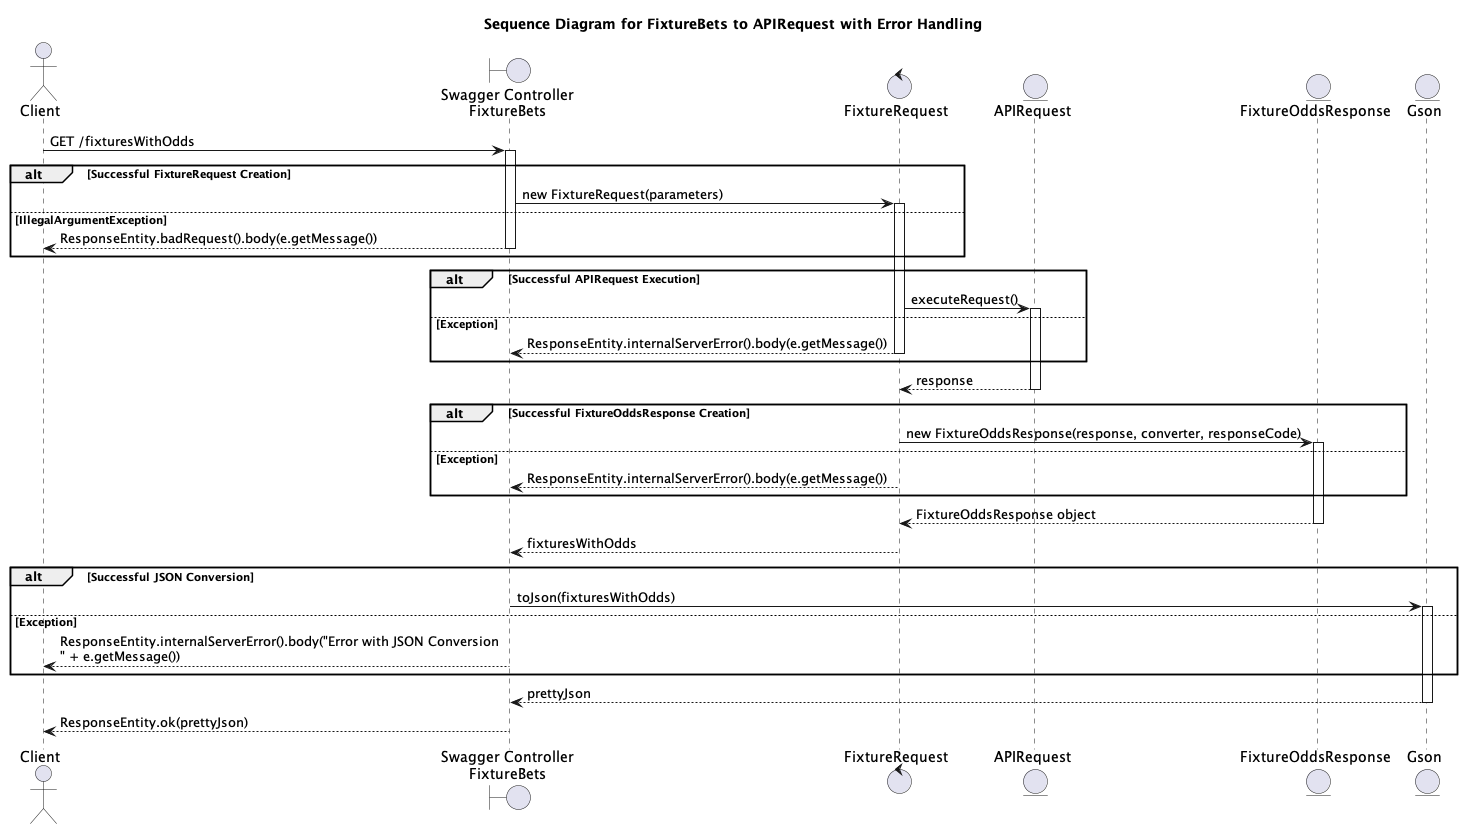 Sequence Diagram for FixtureBets to APIRequest with Error Handling
Client
Swagger Controller
FixtureBets
FixtureRequest
APIRequest
FixtureOddsResponse
Gson
GET /fixturesWithOdds
alt
[Successful FixtureRequest Creation]
new FixtureRequest(parameters)
[IllegalArgumentException]
ResponseEntity.badRequest().body(e.getMessage())
alt
[Successful APIRequest Execution]
executeRequest()
[Exception]
ResponseEntity.internalServerError().body(e.getMessage())
response
alt
[Successful FixtureOddsResponse Creation]
new FixtureOddsResponse(response, converter, responseCode)
[Exception]
ResponseEntity.internalServerError().body(e.getMessage())
FixtureOddsResponse object
fixturesWithOdds
alt
[Successful JSON Conversion]
toJson(fixturesWithOdds)
[Exception]
ResponseEntity.internalServerError().body("Error with JSON Conversion
" + e.getMessage())
prettyJson
ResponseEntity.ok(prettyJson)
Client
Swagger Controller
FixtureBets
FixtureRequest
APIRequest
FixtureOddsResponse
Gson